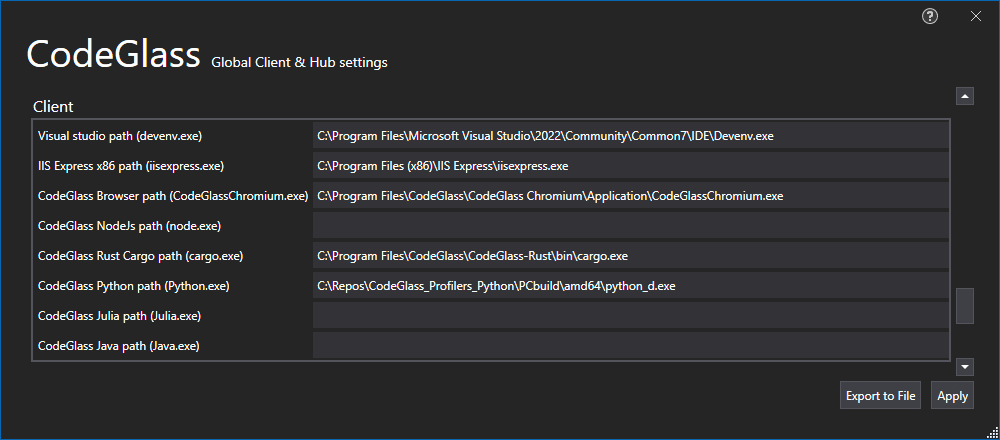 CodeGlass Global Client & Hub settings
Client
Visual studio path (devenv.exe) C:\Program Files\Microsoft Visual Studio\2022\Community\Common7\IDE\Devenv.exe
IIS Express x86 path (iisexpress.exe) C:\Program Files (x86)\IIS Express\iisexpress.exe
CodeGlass Browser path (CodeGlassChromium.exe) C:\Program Files\CodeGlass\CodeGlass Chromium\Application\CodeGlassChromium.exe
CodeGlass NodeJs path (node.exe)
CodeGlass Rust Cargo path (cargo.exe) C:\Program Files\CodeGlass\CodeGlass-Rust\bin\cargo.exe
CodeGlass Python path (Python.exe) C:\Repos\CodeGlass_Profilers_Python\PCbuild\amd64\python_d.exe
CodeGlass Julia path (Julia.exe)
CodeGlass Java path (Java.exe)
Export to File Apply